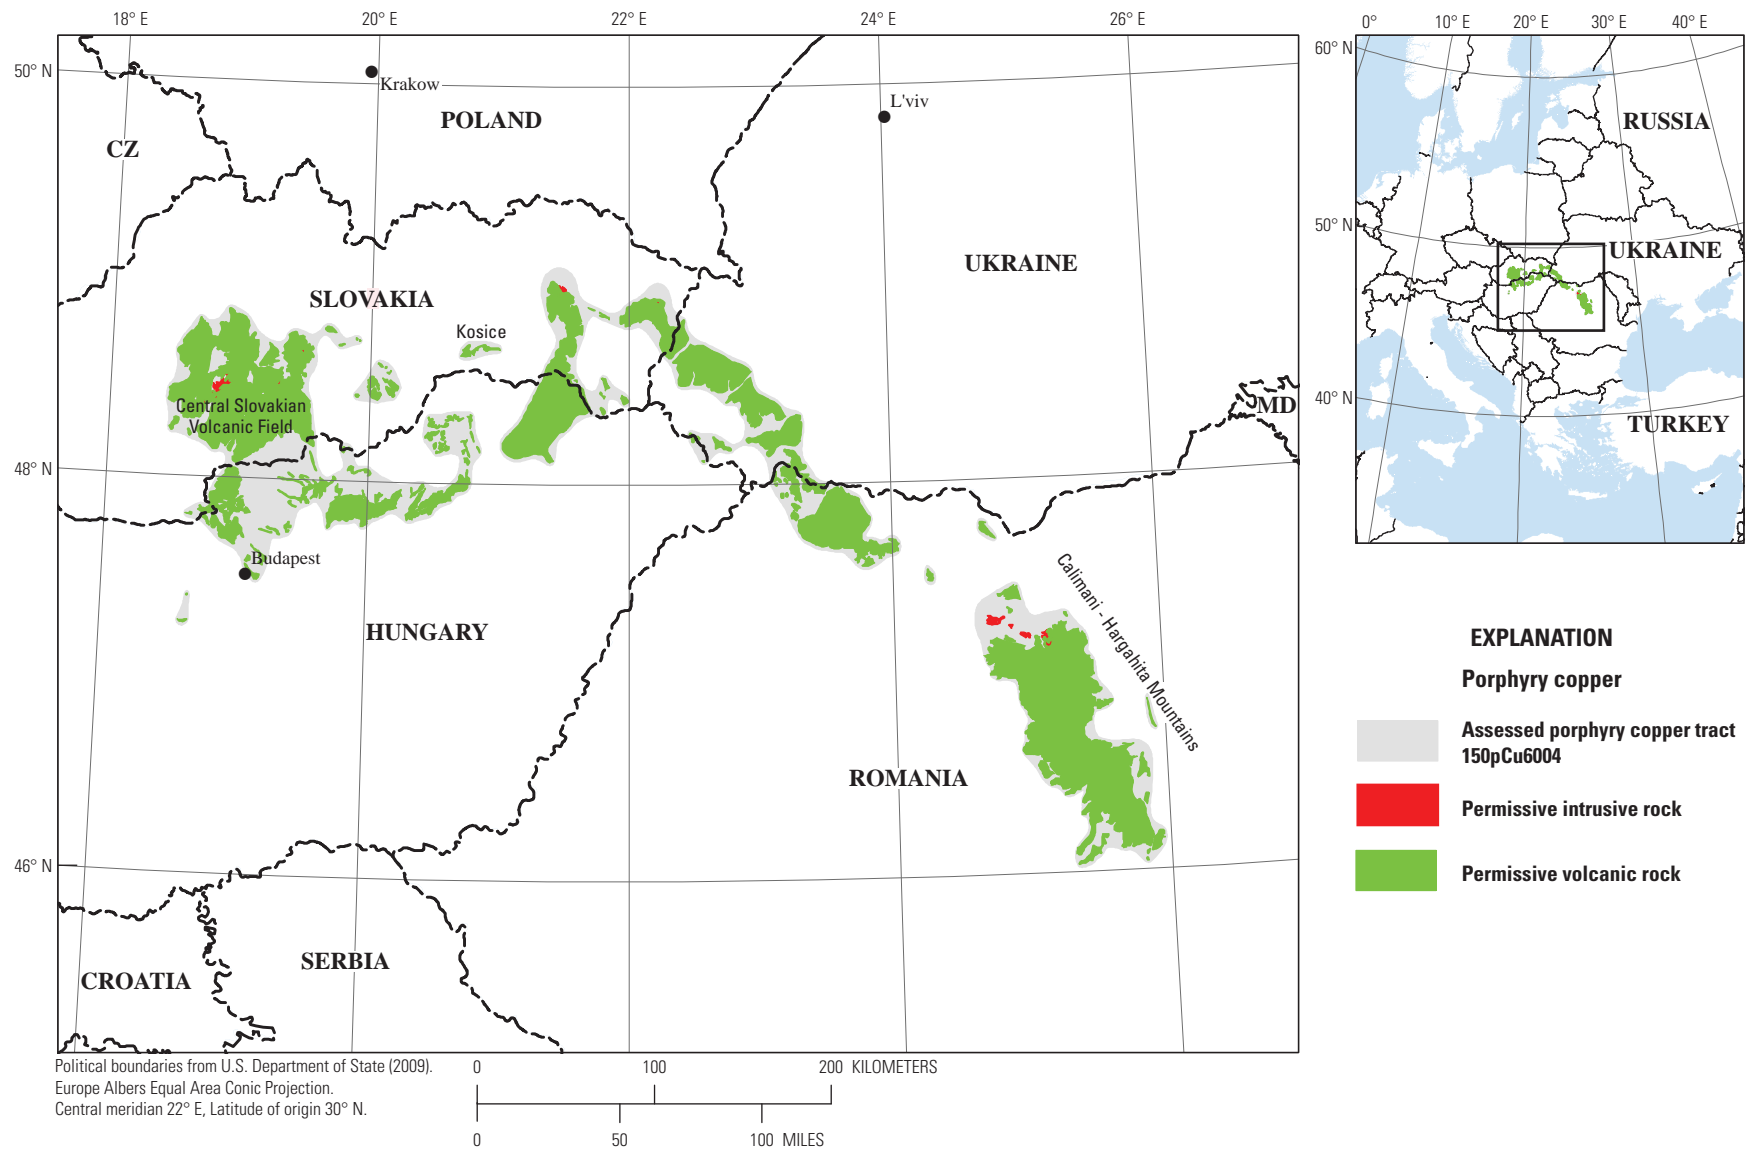 18° E
20° E
22° E
24° E
26° E
50° N
48° N
46° N
Krakow
POLAND
L'viv
CZ
UKRAINE
SLOVAKIA
Kosice
Central Slovakian
Volcanic Field
MD
Budapest
HUNGARY
Calimani - Hargahita Mountains
ROMANIA
SERBIA
CROATIA
Political boundaries from U.S. Department of State (2009).
Europe Albers Equal Area Conic Projection.
Central meridian 22° E, Latitude of origin 30° N.
0 100 200 KILOMETERS
0 50 100 MILES
0° 10° E 20° E 30° E 40° E
60° N
50° N
40° N
RUSSIA
UKRAINE
TURKEY
EXPLANATION
Porphyry copper
Assessed porphyry copper tract
150pCu6004
Permissive intrusive rock
Permissive volcanic rock